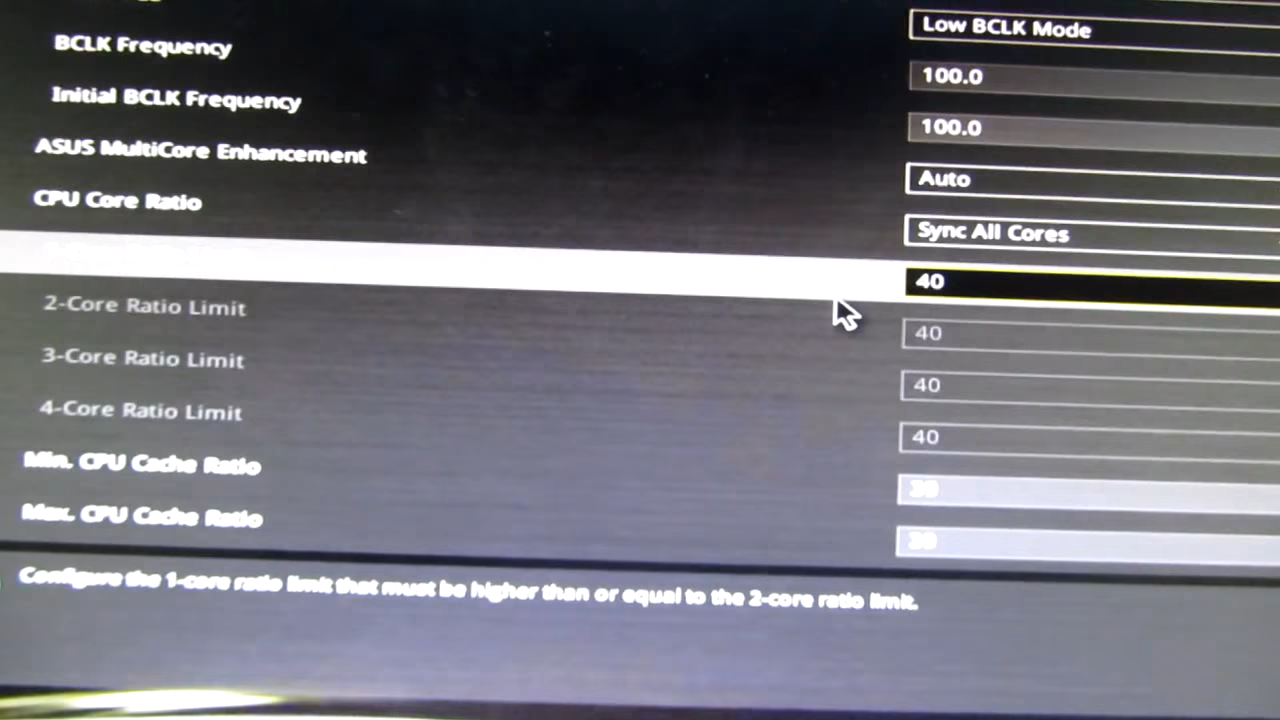 Low BCLK Mode
BCLK Frequency
100.0
Initial BCLK Frequency
100.0
ASUS MultiCore Enhancement
Auto
CPU Core Ratio
Sync All Cores
40
2-Core Ratio Limit
40
3-Core Ratio Limit
40
4-Core Ratio Limit
40
Min. CPU Cache Ratio
Max. CPU Cache Ratio
Configure the 1-core ratio limit that must be higher than or equal to the 2-core ratio limit.